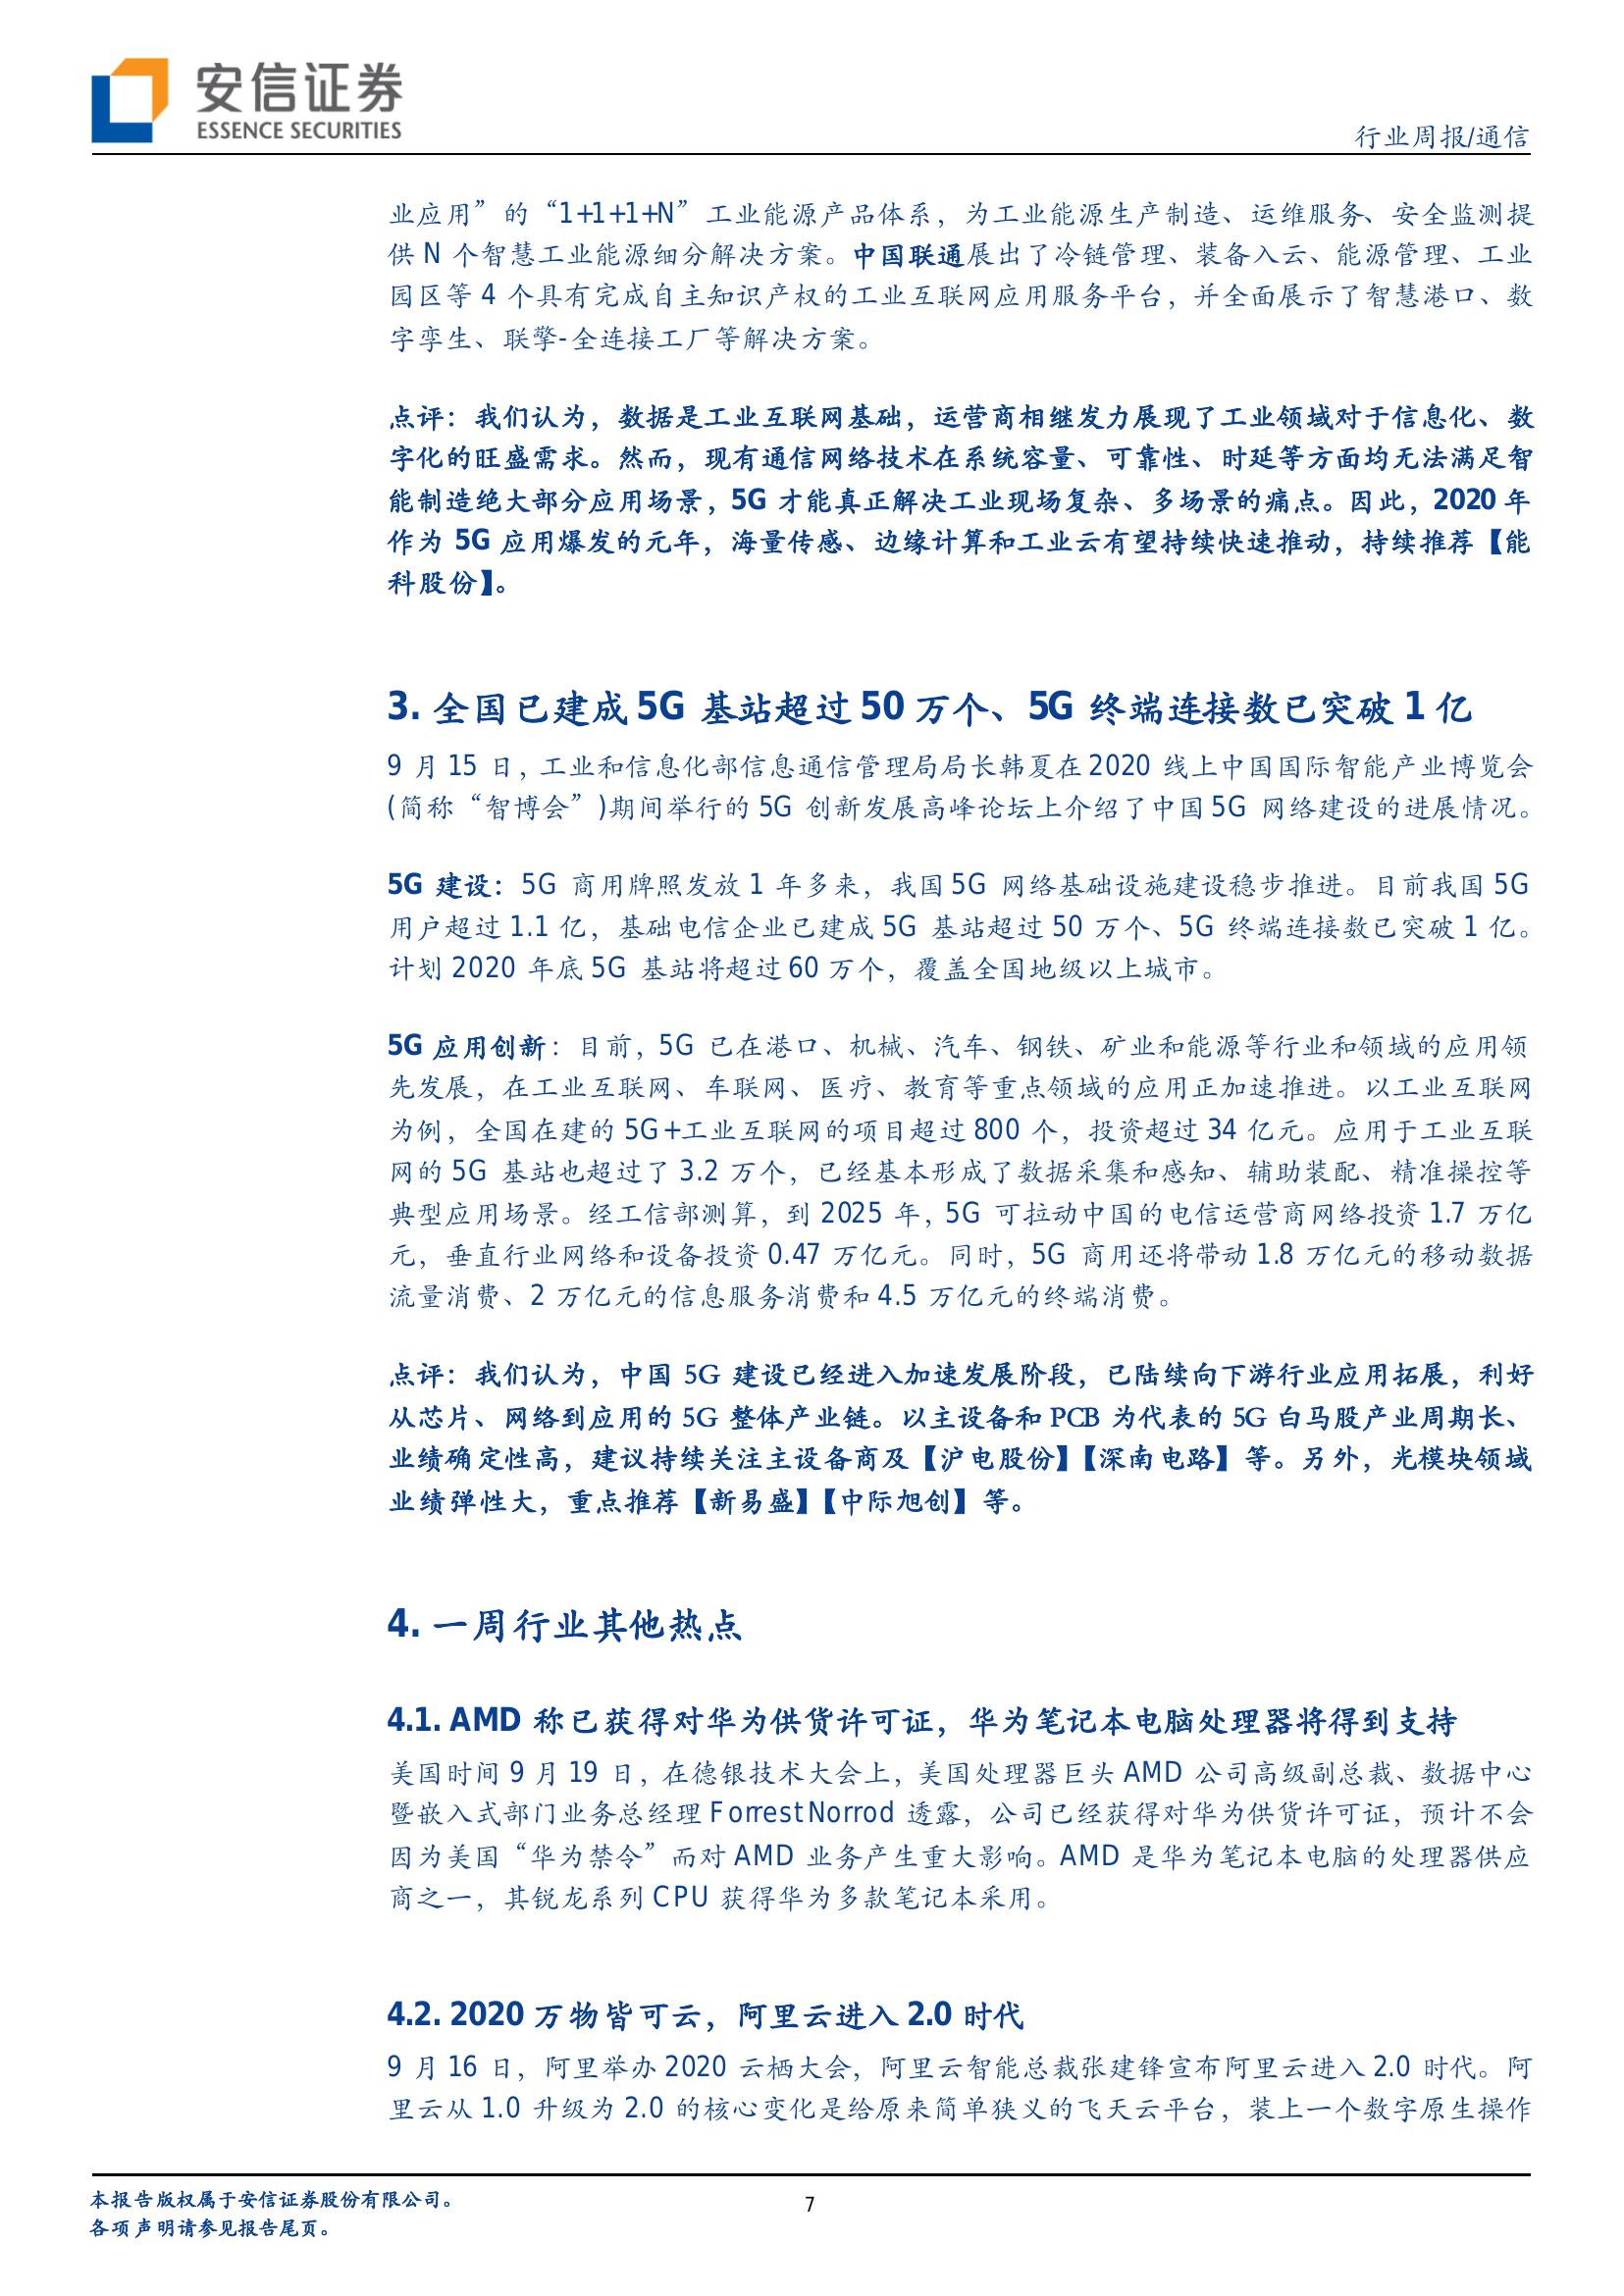 安信证券
ESSENCE SECURITIES
行业周报/通信
业应用”的“1+1+1+N”工业能源产品体系，为工业能源生产制造、运维服务、安全监测提
供 N 个智慧工业能源细分解决方案。中国联通展出了冷链管理、装备入云、能源管理、工业
园区等 4 个具有完成自主知识产权的工业互联网应用服务平台，并全面展示了智慧港口、数
字孪生、联擎-全连接工厂等解决方案。
点评：我们认为，数据是工业互联网基础，运营商相继发力展现了工业领域对于信息化、数
字化的旺盛需求。然而，现有通信网络技术在系统容量、可靠性、时延等方面均无法满足智
能制造绝大部分应用场景，5G 才能真正解决工业现场复杂、多场景的痛点。因此，2020 年
作为 5G 应用爆发的元年，海量传感、边缘计算和工业云有望持续快速推动，持续推荐【能
科股份】。
3. 全国已建成 5G 基站超过 50 万个、5G 终端连接数已突破 1 亿
9 月 15 日，工业和信息化部信息通信管理局局长韩夏在 2020 线上中国国际智能产业博览会
(简称“智博会”)期间举行的 5G 创新发展高峰论坛上介绍了中国 5G 网络建设的进展情况。
5G 建设：5G 商用牌照发放 1 年多来，我国 5G 网络基础设施建设稳步推进。目前我国 5G
用户超过 1.1 亿，基础电信企业已建成 5G 基站超过 50 万个、5G 终端连接数已突破 1 亿。
计划 2020 年底 5G 基站将超过 60 万个，覆盖全国地级以上城市。
5G 应用创新：目前，5G 已在港口、机械、汽车、钢铁、矿业和能源等行业和领域的应用领
先发展，在工业互联网、车联网、医疗、教育等重点领域的应用正加速推进。以工业互联网
为例，全国在建的 5G+工业互联网的项目超过 800 个，投资超过 34 亿元。应用于工业互联
网的 5G 基站也超过了 3.2 万个，已经基本形成了数据采集和感知、辅助装配、精准操控等
典型应用场景。经工信部测算，到 2025 年，5G 可拉动中国的电信运营商网络投资 1.7 万亿
元，垂直行业网络和设备投资 0.47 万亿元。同时，5G 商用还将带动 1.8 万亿元的移动数据
流量消费、2 万亿元的信息服务消费和 4.5 万亿元的终端消费。
点评：我们认为，中国 5G 建设已经进入加速发展阶段，已陆续向下游行业应用拓展，利好
从芯片、网络到应用的 5G 整体产业链。以主设备和 PCB 为代表的 5G 白马股产业周期长、
业绩确定性高，建议持续关注主设备商及【沪电股份】【深南电路】等。另外，光模块领域
业绩弹性大，重点推荐【新易盛】【中际旭创】等。
4. 一周行业其他热点
4.1. AMD 称已获得对华为供货许可证，华为笔记本电脑处理器将得到支持
美国时间 9 月 19 日，在德银技术大会上，美国处理器巨头 AMD 公司高级副总裁、数据中心
暨嵌入式部门业务总经理 Forrest Norrod 透露，公司已经获得对华为供货许可证，预计不会
因为美国“华为禁令”而对 AMD 业务产生重大影响。AMD 是华为笔记本电脑的处理器供应
商之一，其锐龙系列 CPU 获得华为多款笔记本采用。
4.2. 2020 万物皆可云，阿里云进入 2.0 时代
9 月 16 日，阿里举办 2020 云栖大会，阿里云智能总裁张建锋宣布阿里云进入 2.0 时代。阿
里云从 1.0 升级为 2.0 的核心变化是给原来简单狭义的飞天云平台，装上一个数字原生操作
本报告版权属于安信证券股份有限公司。
各项声明请参见报告尾页。
7